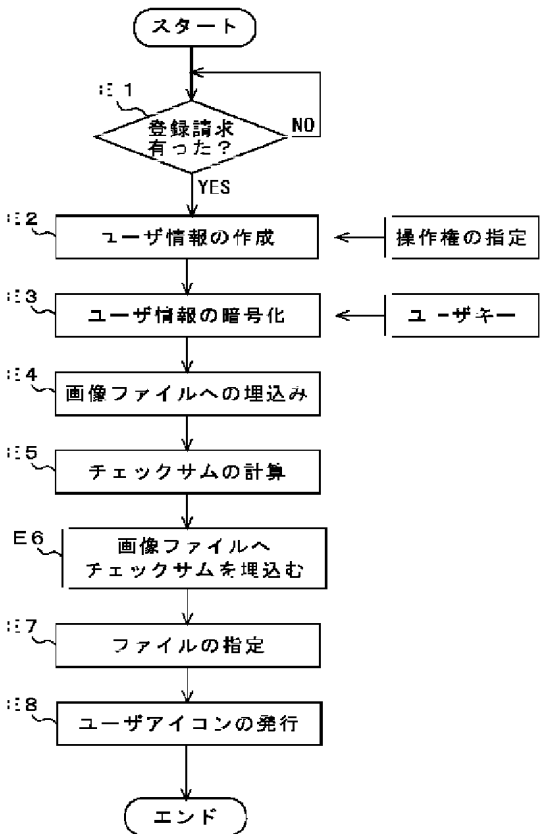 スタート
E1
登録請求
有った？
NO
YES
E2
ユーザ情報の作成
操作権の指定
E3
ユーザ情報の暗号化
ユーザキー
E4
画像ファイルへの埋込み
E5
チェックサムの計算
E6
画像ファイルへ
チェックサムを埋込む
E7
ファイルの指定
E8
ユーザアイコンの発行
エンド